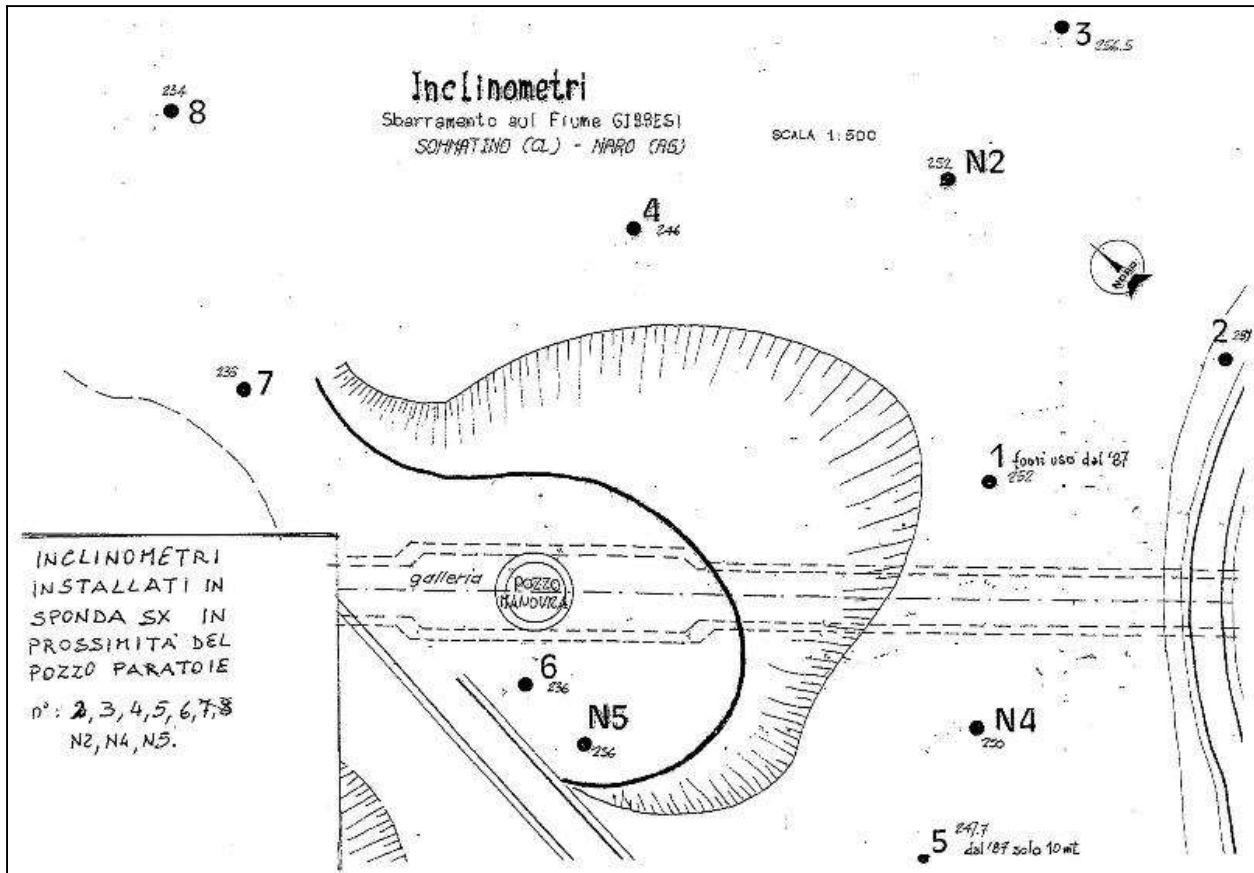 3 256.5
Inclinometri
Sbarramento sul Fiume GIBBESI
SOMMATINO (CL) - NARO (AG)
SCALA 1:500
234
8
252 N2
4
246
NORD
2
235
7
1 fuori uso dal '87
252
INCLINOMETRI
INSTALLATI IN
SPONDA SX IN
PROSSIMITA' DEL
POZZO PARATOIE
n°: 2, 3, 4, 5, 6, 7, 8
N2, N4, N5.
galleria
POZZO
MANOVRA
6
236
N5
236
N4
250
5 247.7
dal '87 solo 10 mt